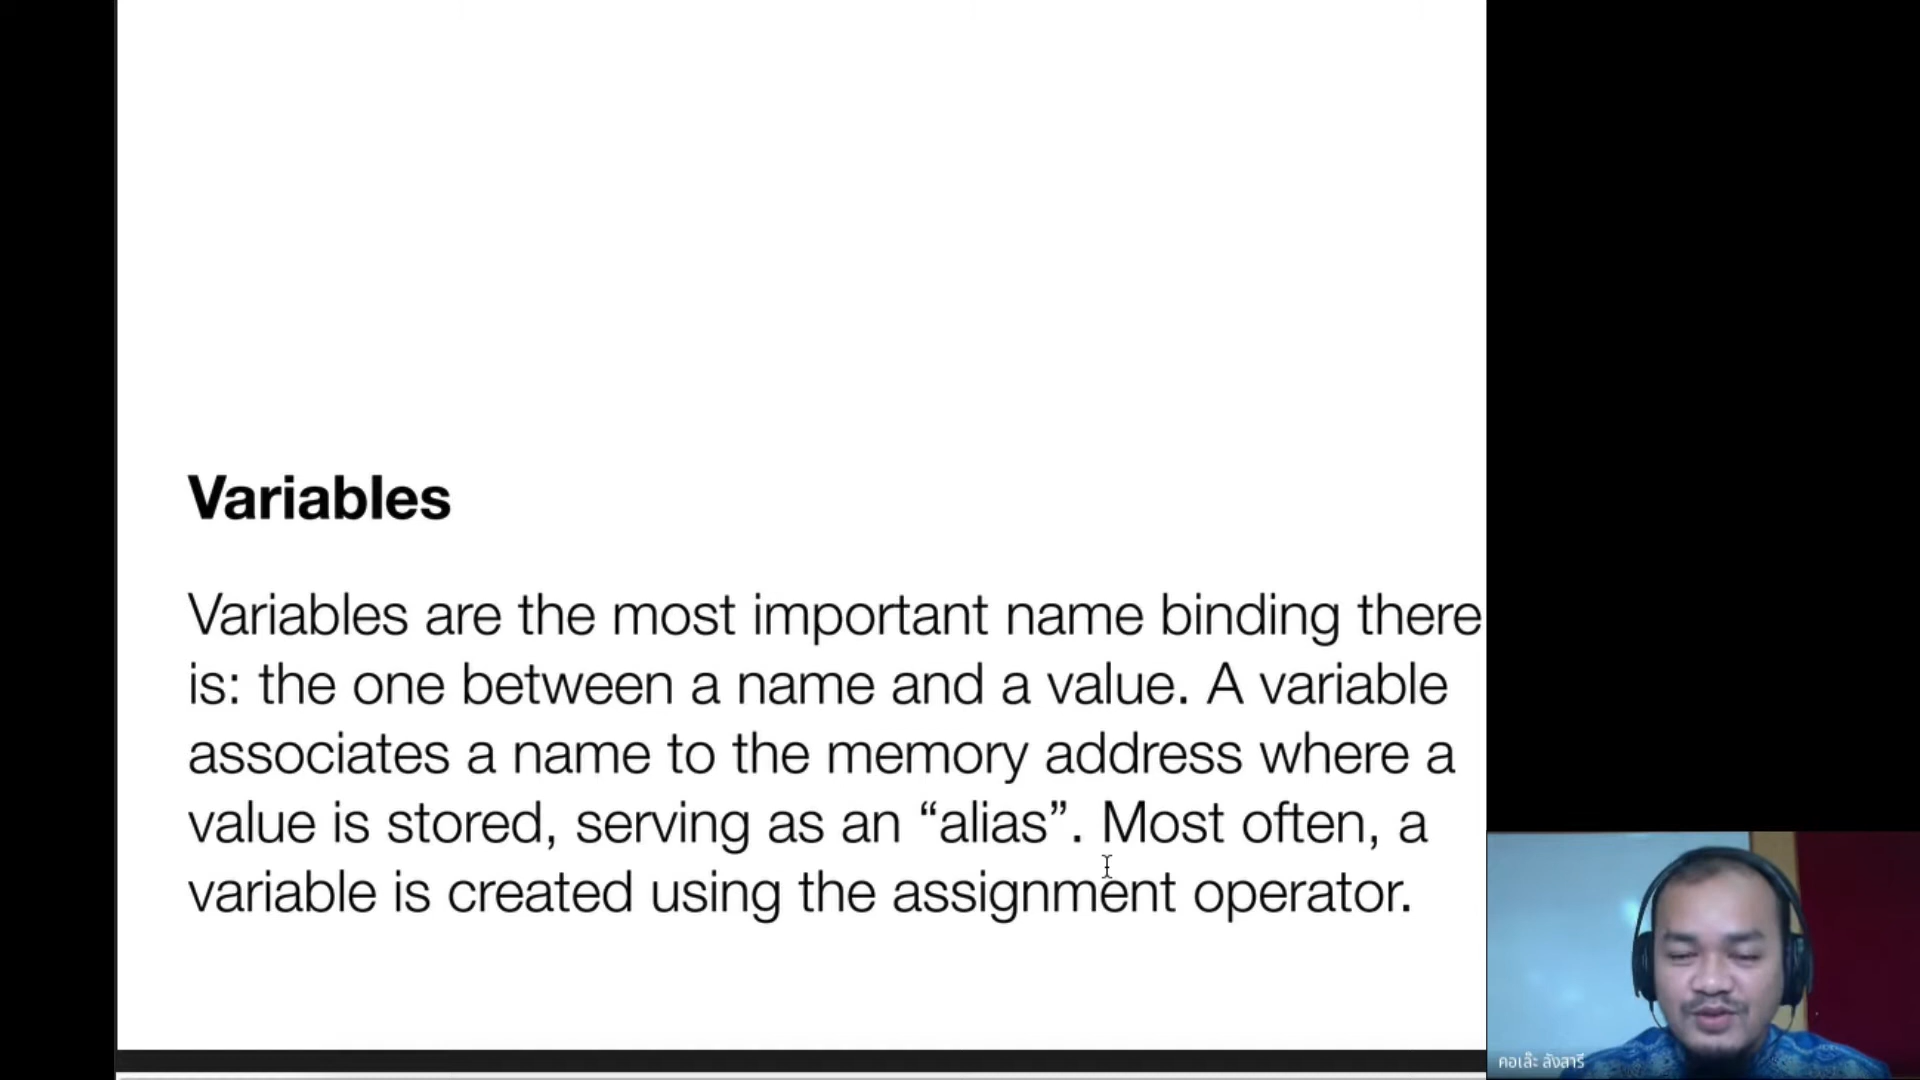 Variables
Variables are the most important name binding there
is: the one between a name and a value. A variable
associates a name to the memory address where a
value is stored, serving as an “alias”. Most often, a
variable is created using the assignment operator.
คอเล๊ะ ลังสารี